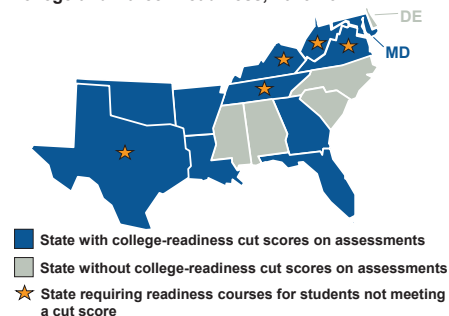 DE
MD
State with college-readiness cut scores on assessments
State without college-readiness cut scores on assessments
State requiring readiness courses for students not meeting
a cut score